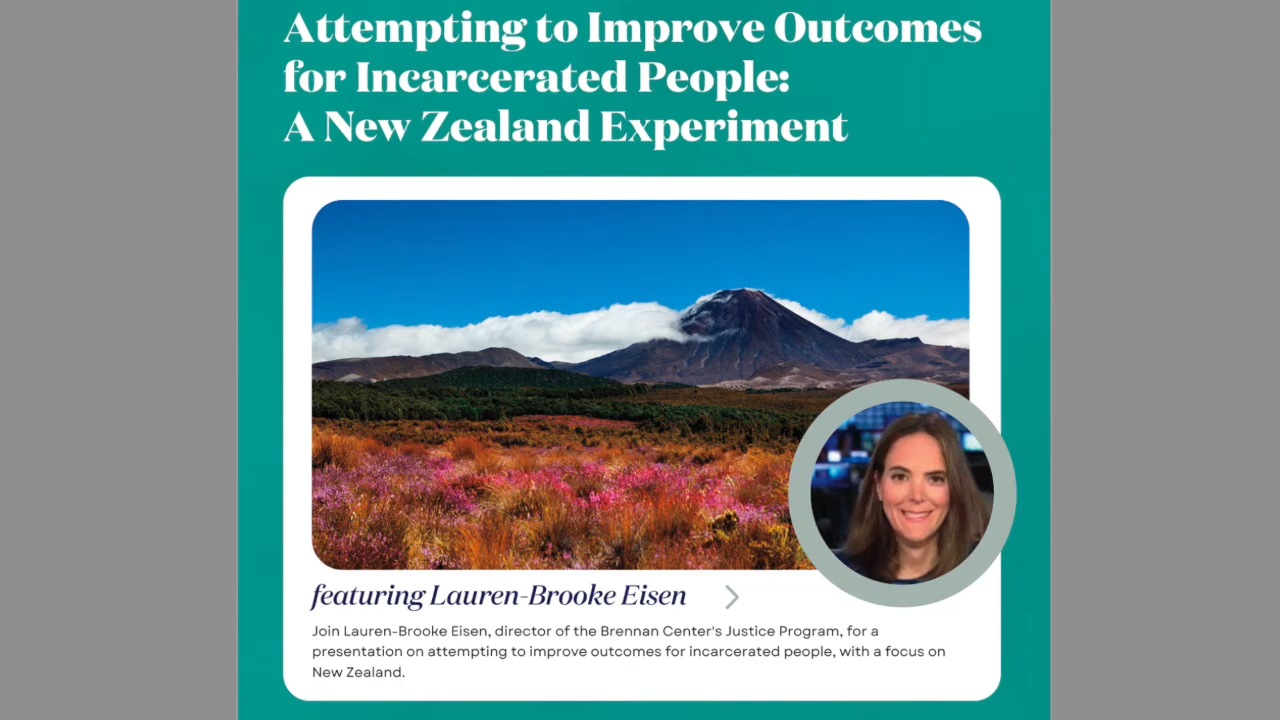 Attempting to Improve Outcomes
for Incarcerated People:
A New Zealand Experiment
featuring Lauren-Brooke Eisen
Join Lauren-Brooke Eisen, director of the Brennan Center's Justice Program, for a
presentation on attempting to improve outcomes for incarcerated people, with a focus on
New Zealand.